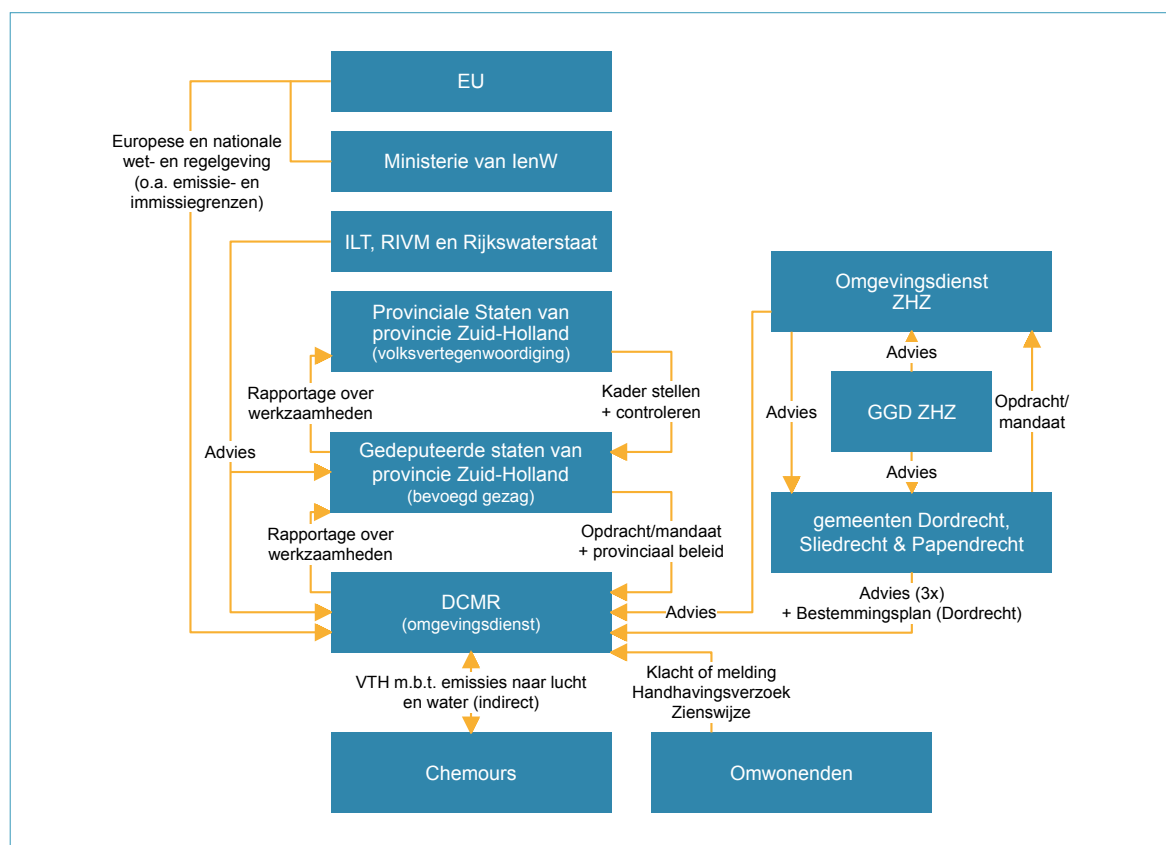 EU
Europese en nationale
wet- en regelgeving
(o.a. emissie- en
immissiegrenzen)
Ministerie van IenW
ILT, RIVM en Rijkswaterstaat
Omgevingsdienst
ZHZ
Provinciale Staten van
provincie Zuid-Holland
(volksvertegenwoordiging)
Advies
Rapportage over
werkzaamheden
Kader stellen
+ controleren
Advies
GGD ZHZ
Opdracht/
mandaat
Advies
Gedeputeerde staten van
provincie Zuid-Holland
(bevoegd gezag)
Advies
Rapportage over
werkzaamheden
Opdracht/mandaat
+ provinciaal beleid
gemeenten Dordrecht,
Sliedrecht & Papendrecht
DCMR
(omgevingsdienst)
Advies
Advies (3x)
+ Bestemmingsplan (Dordrecht)
VTH m.b.t. emissies naar lucht
en water (indirect)
Klacht of melding
Handhavingsverzoek
Zienswijze
Chemours
Omwonenden